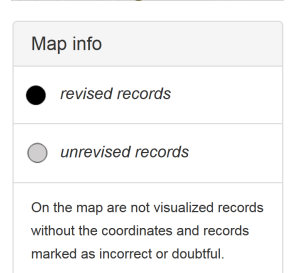 Map info
revised records
unrevised records
On the map are not visualized records
without the coordinates and records
marked as incorrect or doubtful.